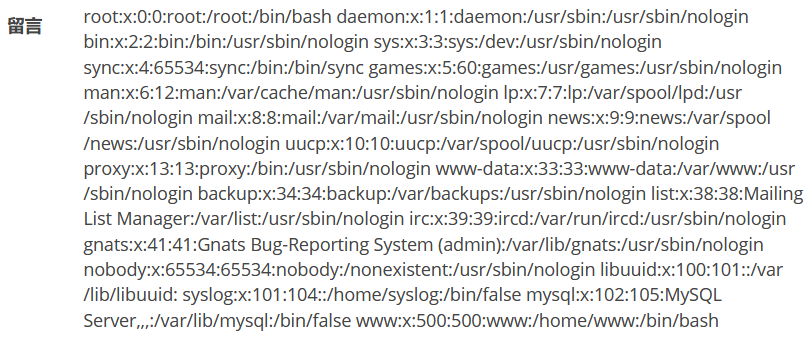 留言
root:x:0:0:root:/root:/bin/bash daemon:x:1:1:daemon:/usr/sbin:/usr/sbin/nologin
bin:x:2:2:bin:/bin:/usr/sbin/nologin sys:x:3:3:sys:/dev:/usr/sbin/nologin
sync:x:4:65534:sync:/bin:/bin/sync games:x:5:60:games:/usr/games:/usr/sbin/nologin
man:x:6:12:man:/var/cache/man:/usr/sbin/nologin lp:x:7:7:lp:/var/spool/lpd:/usr
/sbin/nologin mail:x:8:8:mail:/var/mail:/usr/sbin/nologin news:x:9:9:news:/var/spool
/news:/usr/sbin/nologin uucp:x:10:10:uucp:/var/spool/uucp:/usr/sbin/nologin
proxy:x:13:13:proxy:/bin:/usr/sbin/nologin www-data:x:33:33:www-data:/var/www:/usr
/sbin/nologin backup:x:34:34:backup:/var/backups:/usr/sbin/nologin list:x:38:38:Mailing
List Manager:/var/list:/usr/sbin/nologin irc:x:39:39:ircd:/var/run/ircd:/usr/sbin/nologin
gnats:x:41:41:Gnats Bug-Reporting System (admin):/var/lib/gnats:/usr/sbin/nologin
nobody:x:65534:65534:nobody:/nonexistent:/usr/sbin/nologin libuuid:x:100:101::/var
/lib/libuuid: syslog:x:101:104::/home/syslog:/bin/false mysql:x:102:105:MySQL
Server,,,:/var/lib/mysql:/bin/false www:x:500:500:www:/home/www:/bin/bash